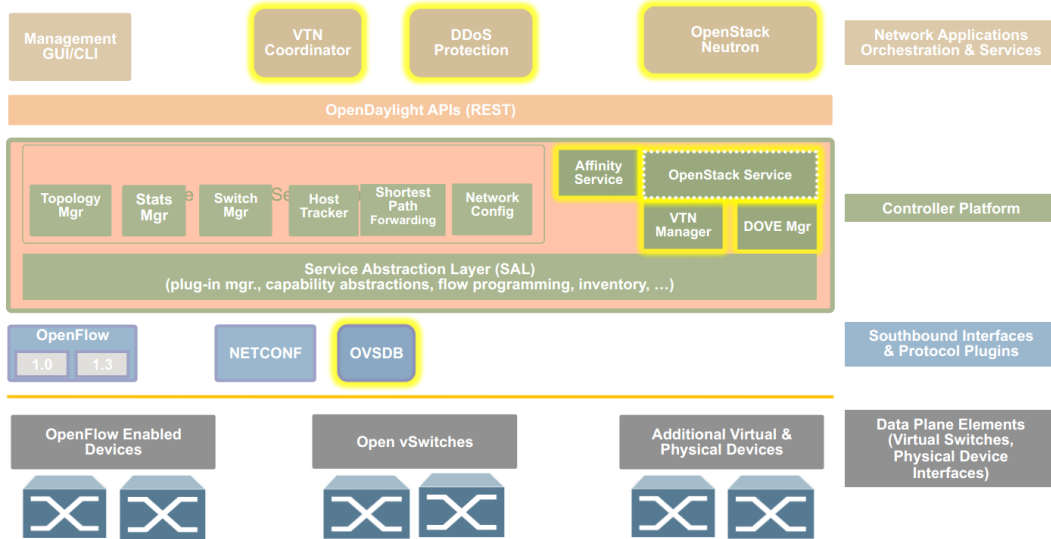 Management
GUI/CLI
VTN
Coordinator
DDoS
Protection
OpenStack
Neutron
Network Applications
Orchestration & Services
OpenDaylight APIs (REST)
Affinity
Service
OpenStack Service
Topology
Mgr
Stats
Mgr
Switch
Mgr
Host
Tracker
Shortest
Path
Forwarding
Network
Config
VTN
Manager
DOVE Mgr
Controller Platform
Service Abstraction Layer (SAL)
(plug-in mgr., capability abstractions, flow programming, inventory, …)
OpenFlow
1.0
1.3
NETCONF
OVSDB
Southbound Interfaces
& Protocol Plugins
OpenFlow Enabled
Devices
Open vSwitches
Additional Virtual &
Physical Devices
Data Plane Elements
(Virtual Switches,
Physical Device
Interfaces)